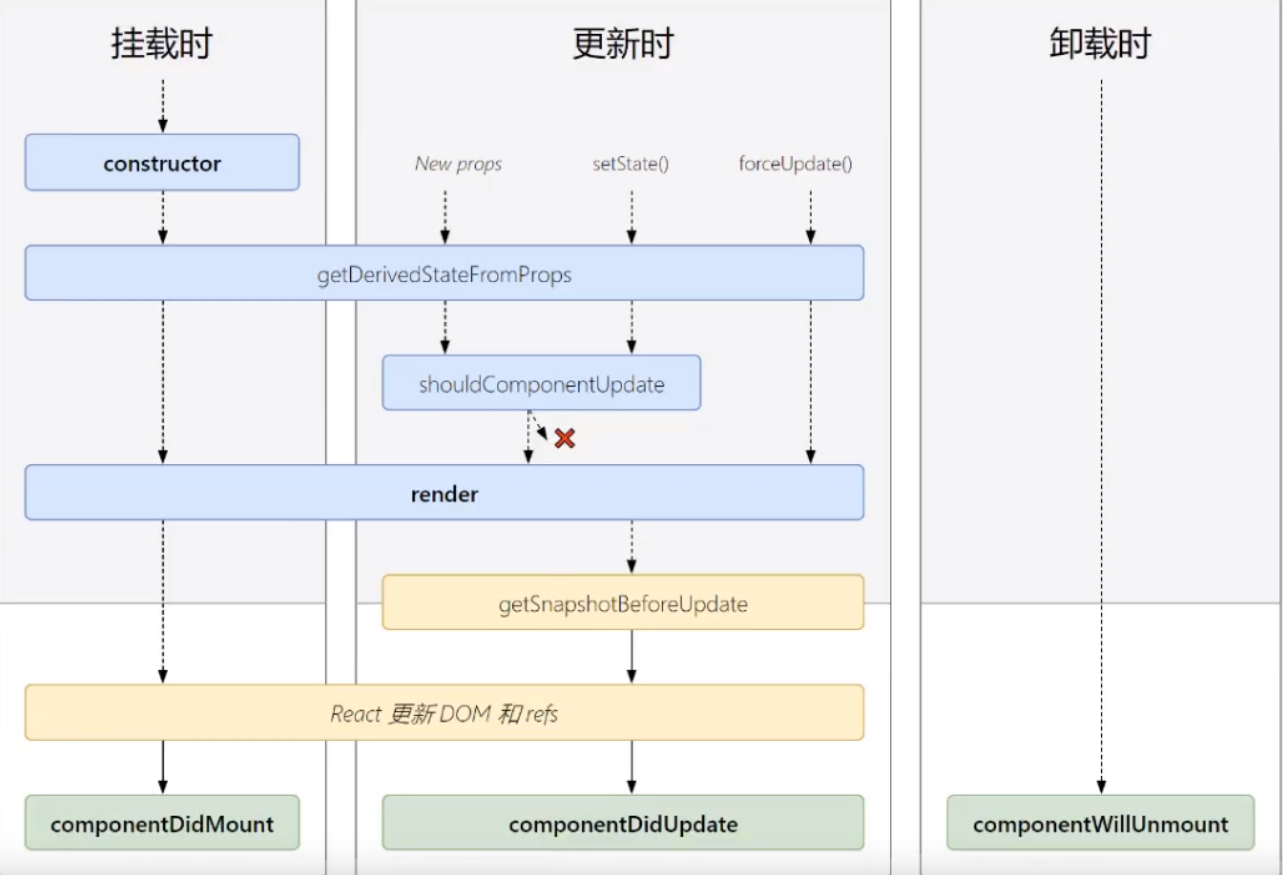 挂载时
更新时
卸载时
constructor
New props
setState()
forceUpdate()
getDerivedStateFromProps
shouldComponentUpdate
render
getSnapshotBeforeUpdate
React 更新 DOM 和 refs
componentDidMount
componentDidUpdate
componentWillUnmount